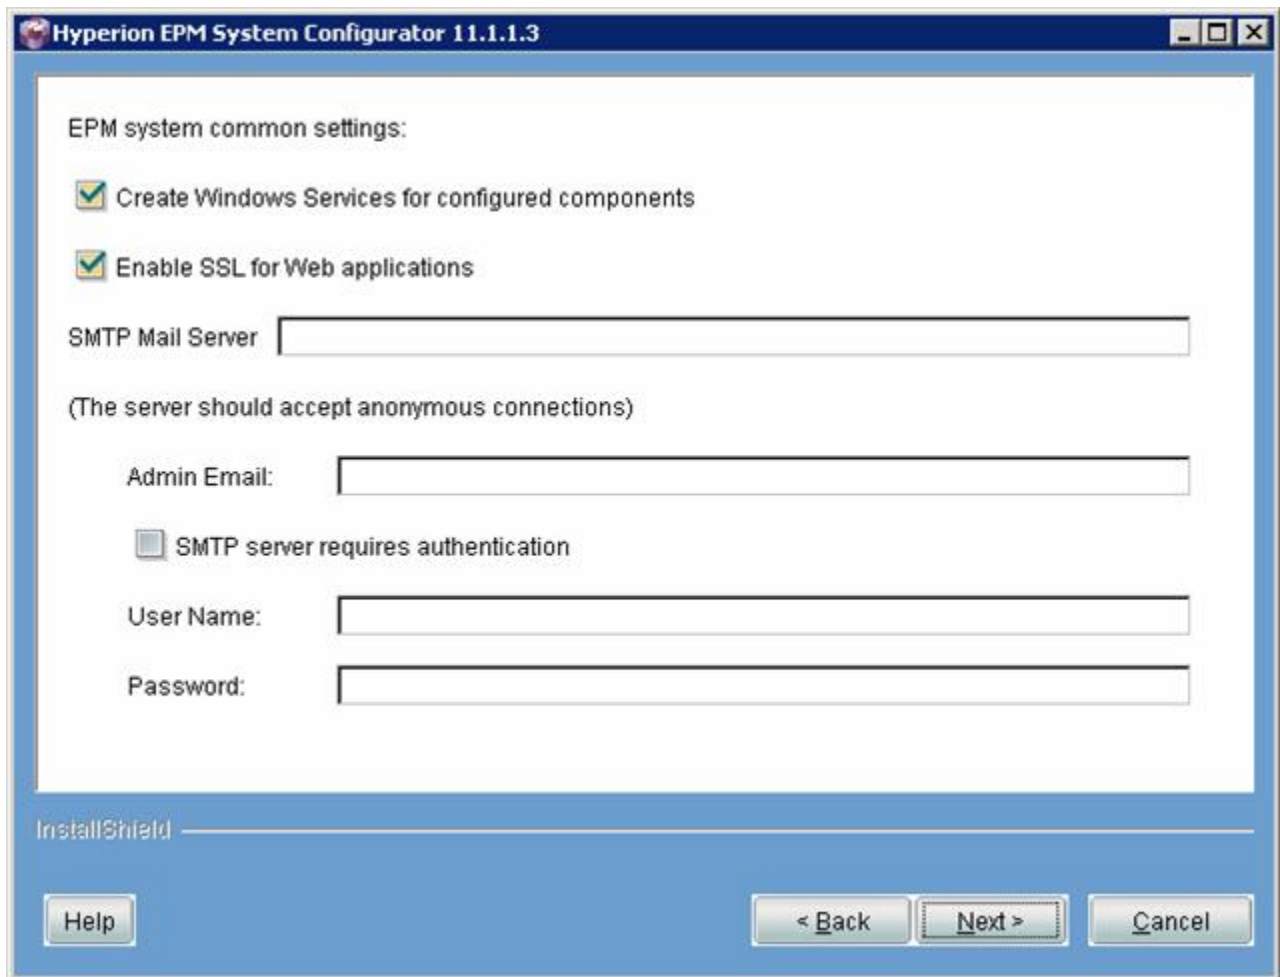 Hyperion EPM System Configurator 11.1.1.3
EPM system common settings:
Create Windows Services for configured components
Enable SSL for Web applications
SMTP Mail Server
(The server should accept anonymous connections)
Admin Email:
SMTP server requires authentication
User Name:
Password:
InstallShield
Help
< Back
Next >
Cancel